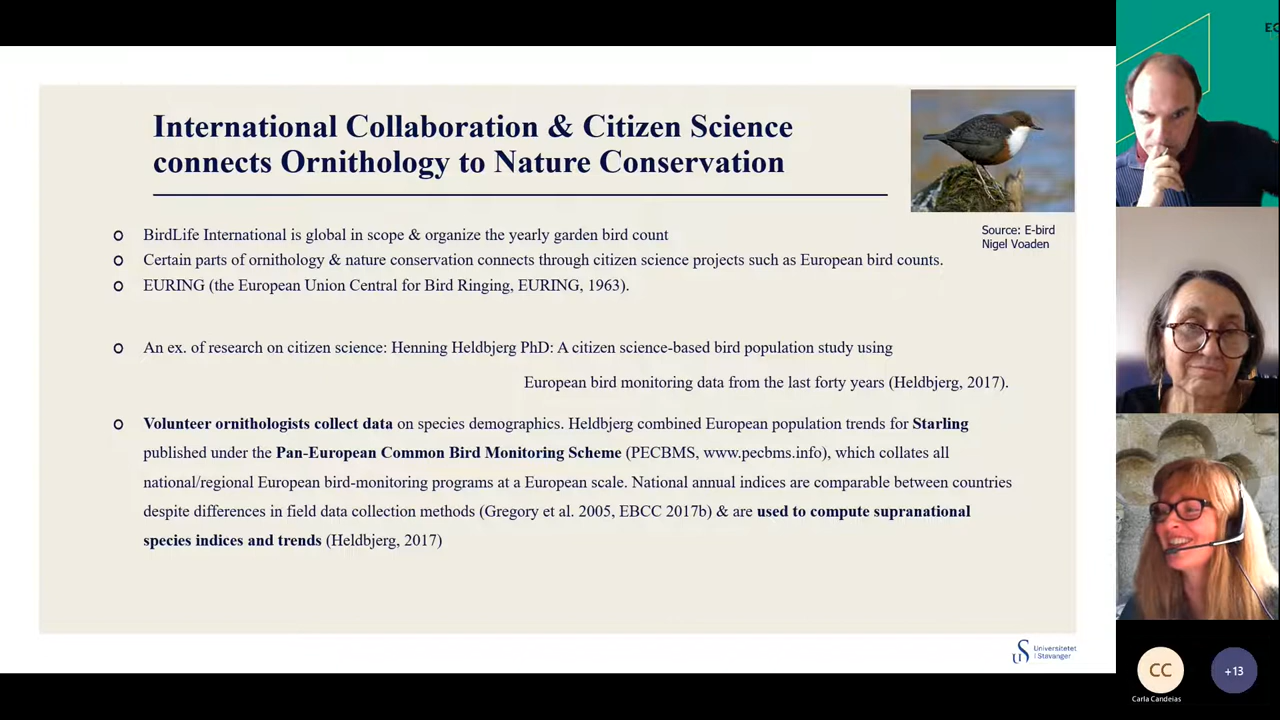 International Collaboration & Citizen Science
connects Ornithology to Nature Conservation
Source: E-bird
Nigel Voaden
o BirdLife International is global in scope & organize the yearly garden bird count
o Certain parts of ornithology & nature conservation connects through citizen science projects such as European bird counts.
o EURING (the European Union Central for Bird Ringing, EURING, 1963).
o An ex. of research on citizen science: Henning Heldbjerg PhD: A citizen science-based bird population study using
European bird monitoring data from the last forty years (Heldbjerg, 2017).
o Volunteer ornithologists collect data on species demographics. Heldbjerg combined European population trends for Starling
published under the Pan-European Common Bird Monitoring Scheme (PECBMS, www.pecbms.info), which collates all
national/regional European bird-monitoring programs at a European scale. National annual indices are comparable between countries
despite differences in field data collection methods (Gregory et al. 2005, EBCC 2017b) & are used to compute supranational
species indices and trends (Heldbjerg, 2017)
Universitetet
i Stavanger
CC
Carla Candeias
+13